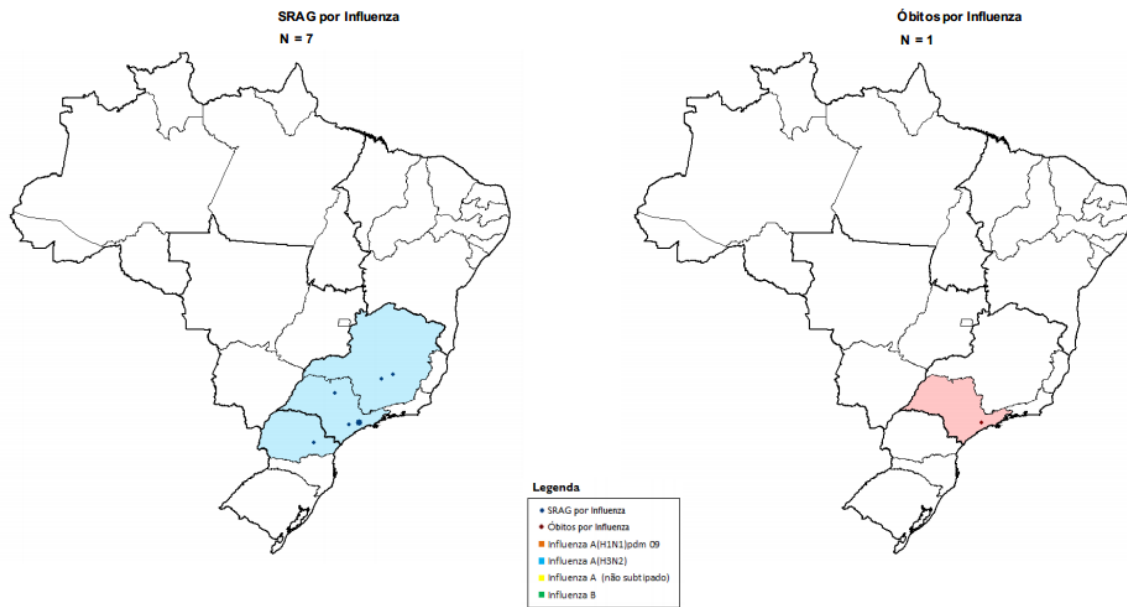 SRAG por Influenza
N = 7
Óbitos por Influenza
N = 1
Legenda
SRAG por Influenza
Óbitos por Influenza
Influenza A(H1N1)pdm 09
Influenza A(H3N2)
Influenza A (não subtipado)
Influenza B